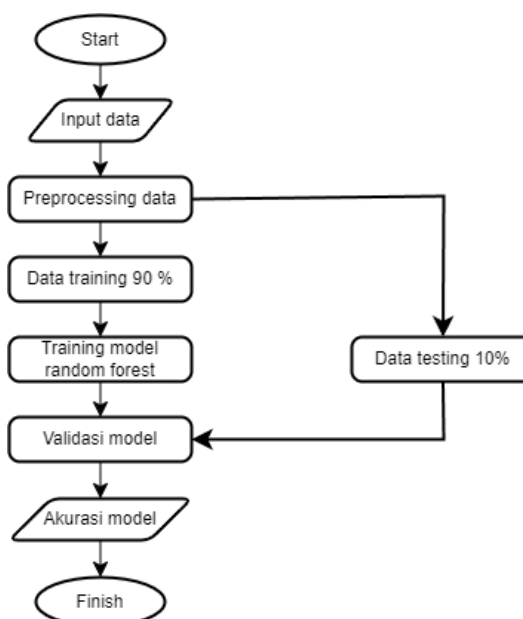 Start
Input data
Preprocessing data
Data training 90 %
Training model
random forest
Data testing 10%
Validasi model
Akurasi model
Finish